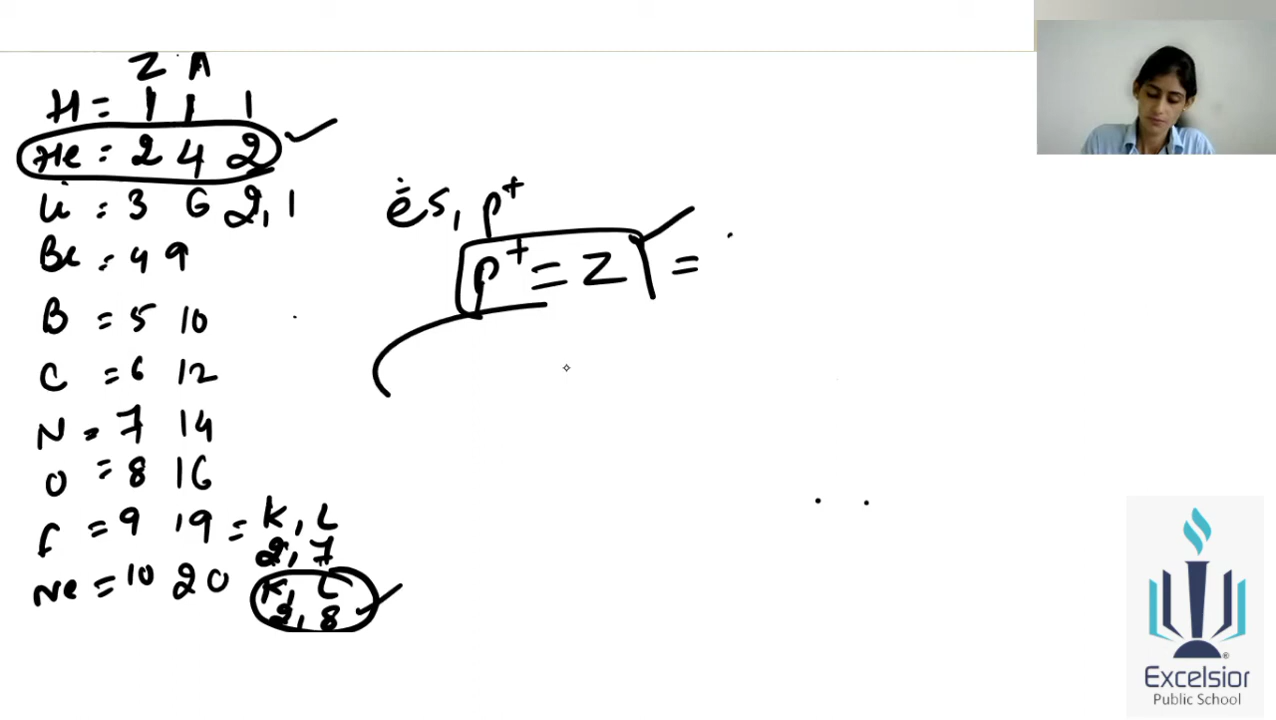 Z A
H = 1 1 1
He = 2 4 2
Li = 3 6 2, 1
Be = 4 9
B = 5 10
C = 6 12
N = 7 14
O = 8 16
F = 9 19 = K, L
2, 7
Ne = 10 20 K, L
2, 8
e⁻s, p⁺
p⁺ = Z =
Excelsior
Public School